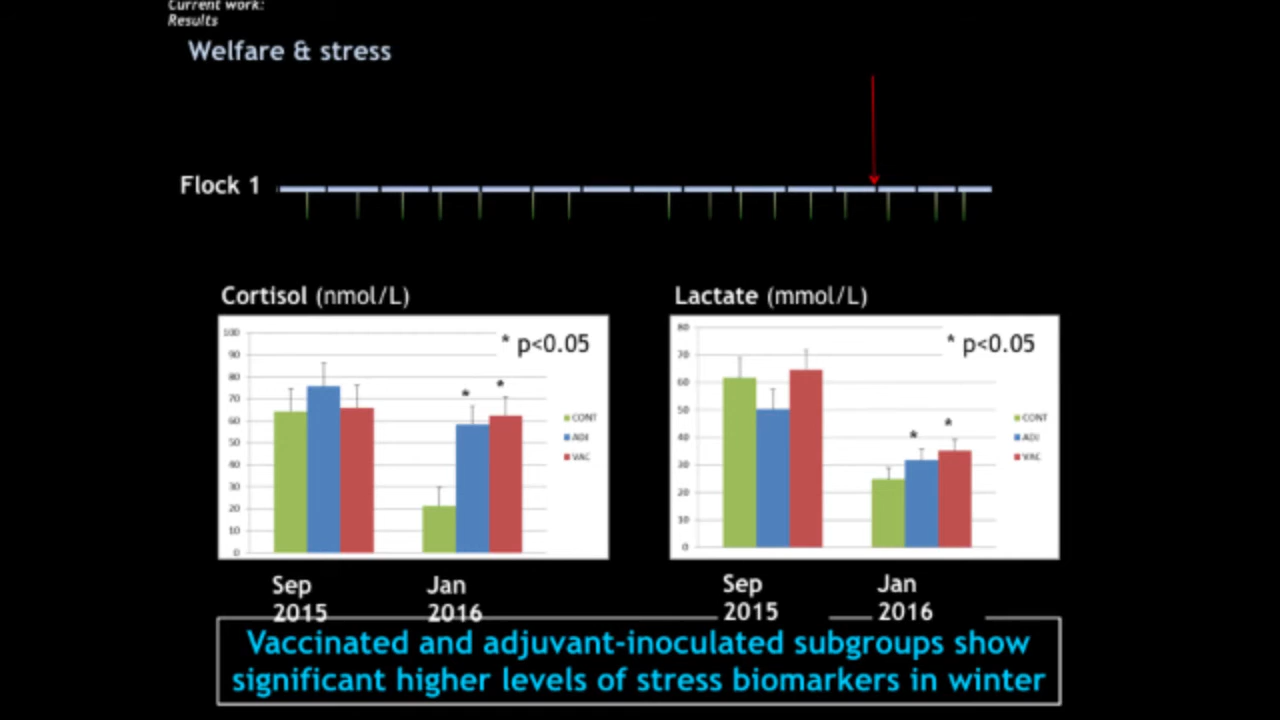 Current work:
Results
Welfare & stress
Flock 1
Cortisol (nmol/L)
100
90
80
70
60
50
40
30
20
10
0
* p<0.05
*
*
CONT
ADJ
VAC
Sep
2015
Jan
2016
Lactate (mmol/L)
80
70
60
50
40
30
20
10
0
* p<0.05
*
*
CONT
ADJ
VAC
Sep
2015
Jan
2016
Vaccinated and adjuvant-inoculated subgroups show
significant higher levels of stress biomarkers in winter